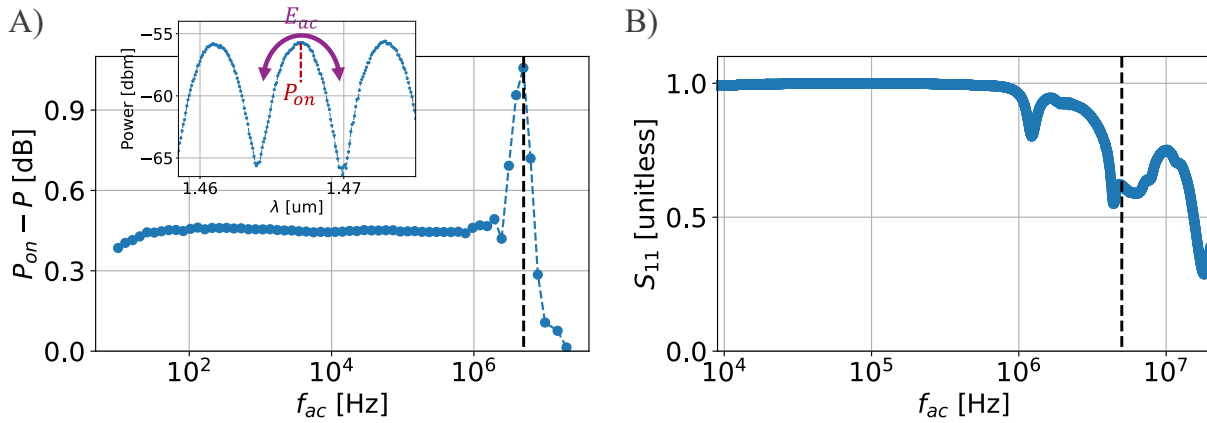 A)
P_on − P [dB]
0.9
0.6
0.3
0.0
10^2
10^4
10^6
f_ac [Hz]
Power [dbm]
−55
−60
−65
1.46
1.47
λ [um]
E_ac
P_on
B)
S_11 [unitless]
1.0
0.5
0.0
10^4
10^5
10^6
10^7
f_ac [Hz]